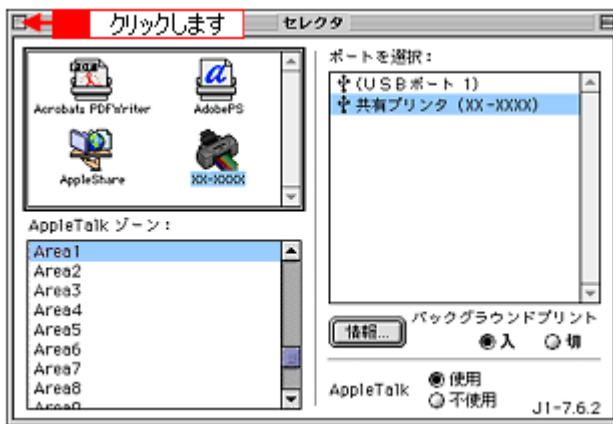 クリックします
セレクタ
Acrobats PDFWriter
AdobePS
AppleShare
XX-XXXX
AppleTalk ゾーン：
Area1
Area2
Area3
Area4
Area5
Area6
Area7
Area8
Area9
ポートを選択：
(USBポート 1)
共有プリンタ (XX-XXXX)
情報...
バックグラウンドプリント
入
切
AppleTalk
使用
不使用
J1-7.6.2